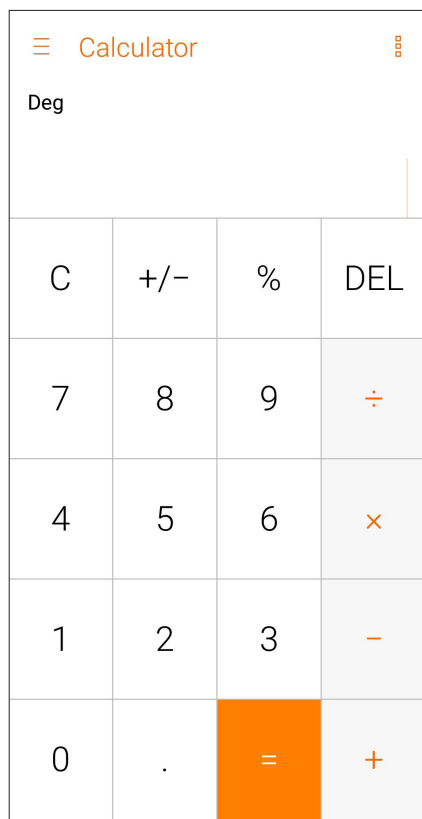 Calculator
Deg
C +/− % DEL
7 8 9 ÷
4 5 6 ×
1 2 3 −
0 . = +